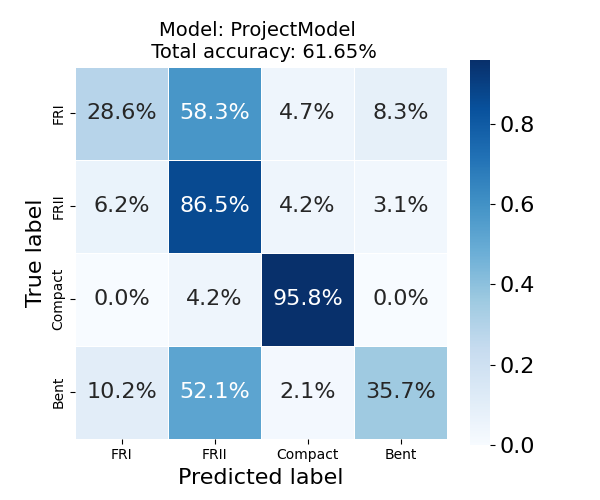 Model: ProjectModel
Total accuracy: 61.65%
FRI 28.6% 58.3% 4.7% 8.3%
FRII 6.2% 86.5% 4.2% 3.1%
Compact 0.0% 4.2% 95.8% 0.0%
Bent 10.2% 52.1% 2.1% 35.7%
FRI FRII Compact Bent
True label
Predicted label
0.8
0.6
0.4
0.2
0.0